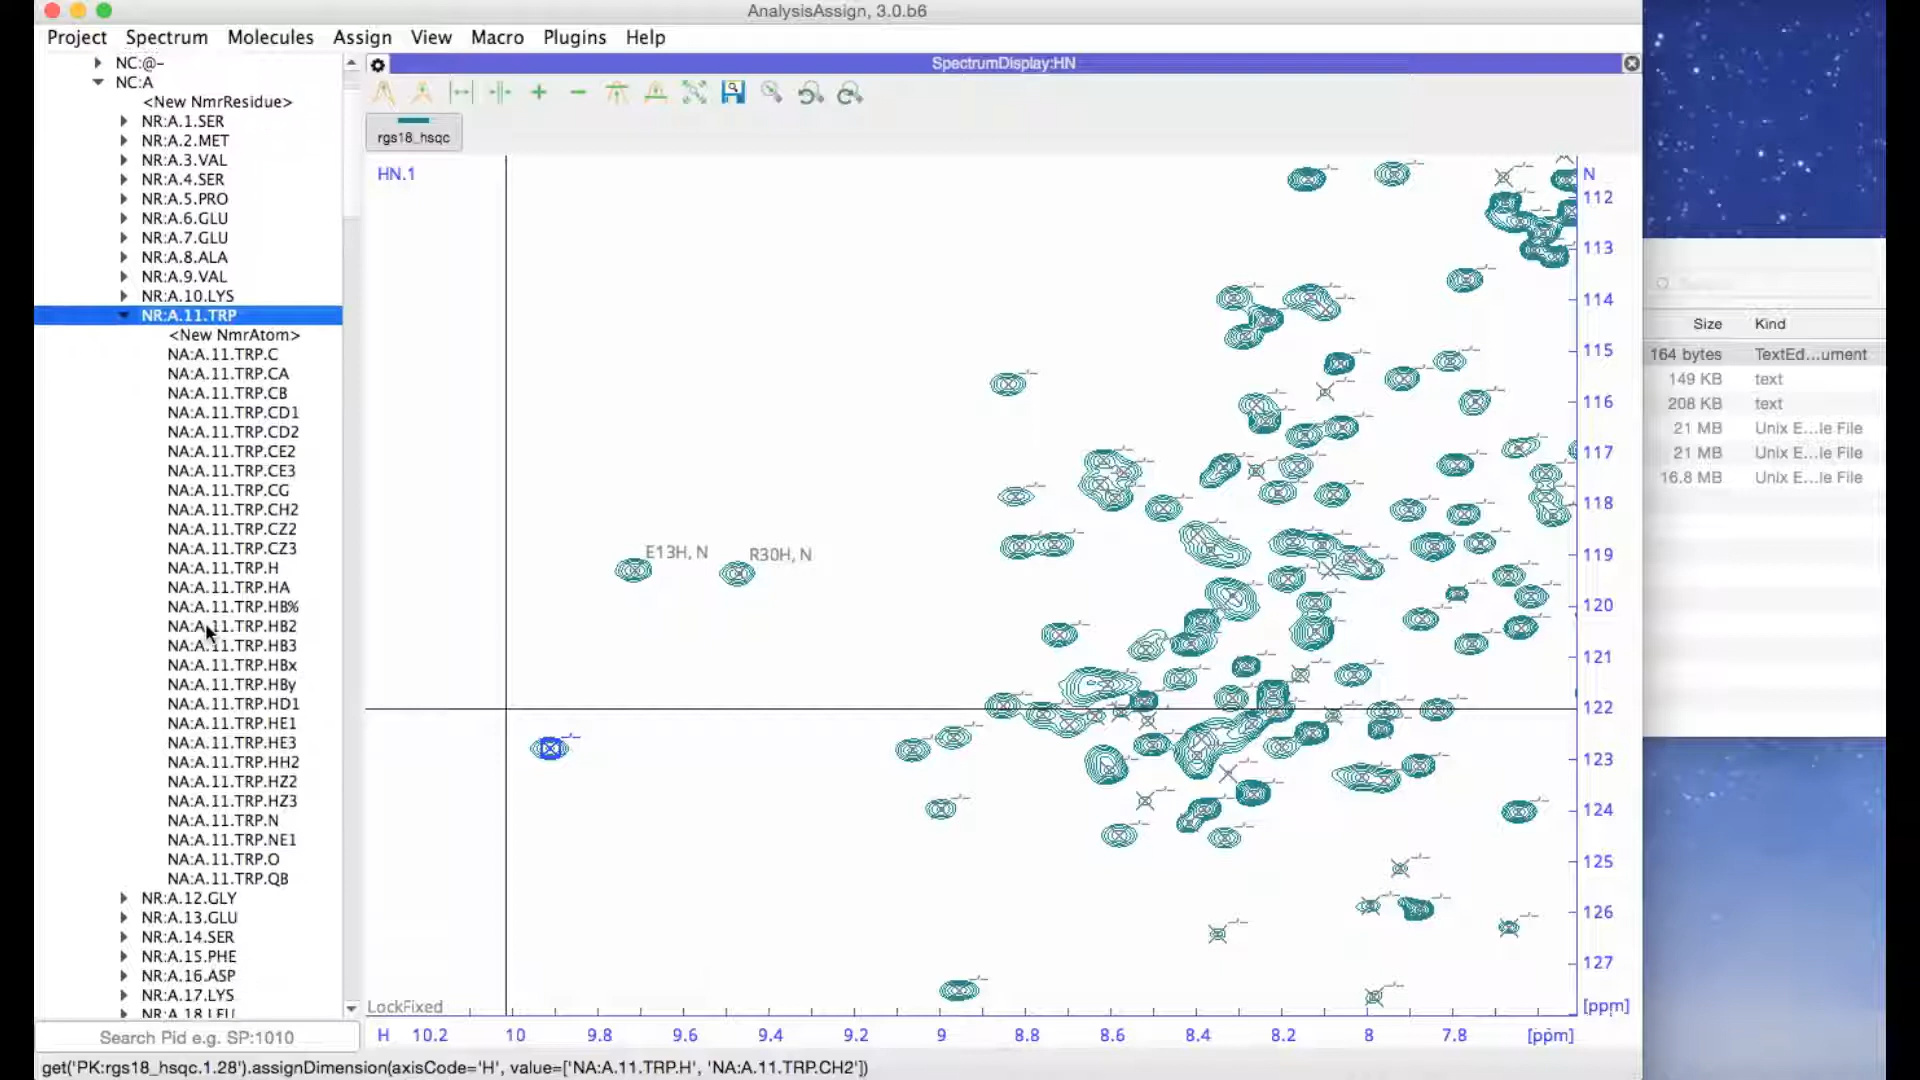 AnalysisAssign, 3.0.b6
Project Spectrum Molecules Assign View Macro Plugins Help
NC:@-
NC:A
<New NmrResidue>
NR:A.1.SER
NR:A.2.MET
NR:A.3.VAL
NR:A.4.SER
NR:A.5.PRO
NR:A.6.GLU
NR:A.7.GLU
NR:A.8.ALA
NR:A.9.VAL
NR:A.10.LYS
NR:A.11.TRP
<New NmrAtom>
NA:A.11.TRP.C
NA:A.11.TRP.CA
NA:A.11.TRP.CB
NA:A.11.TRP.CD1
NA:A.11.TRP.CD2
NA:A.11.TRP.CE2
NA:A.11.TRP.CE3
NA:A.11.TRP.CG
NA:A.11.TRP.CH2
NA:A.11.TRP.CZ2
NA:A.11.TRP.CZ3
NA:A.11.TRP.H
NA:A.11.TRP.HA
NA:A.11.TRP.HB%
NA:A.11.TRP.HB2
NA:A.11.TRP.HB3
NA:A.11.TRP.HBx
NA:A.11.TRP.HBy
NA:A.11.TRP.HD1
NA:A.11.TRP.HE1
NA:A.11.TRP.HE3
NA:A.11.TRP.HH2
NA:A.11.TRP.HZ2
NA:A.11.TRP.HZ3
NA:A.11.TRP.N
NA:A.11.TRP.NE1
NA:A.11.TRP.O
NA:A.11.TRP.QB
NR:A.12.GLY
NR:A.13.GLU
NR:A.14.SER
NR:A.15.PHE
NR:A.16.ASP
NR:A.17.LYS
NR:A.18.LEU
Search Pid e.g. SP:1010
SpectrumDisplay:HN
rgs18_hsqc
HN.1
N
112
113
114
115
116
117
118
119
120
121
122
123
124
125
126
127
[ppm]
E13H, N
R30H, N
LockFixed
H 10.2 10 9.8 9.6 9.4 9.2 9 8.8 8.6 8.4 8.2 8 7.8 [ppm]
get('PK:rgs18_hsqc.1.28').assignDimension(axisCode='H', value=['NA:A.11.TRP.H', 'NA:A.11.TRP.CH2'])
Size Kind
164 bytes TextEd...ument
149 KB text
208 KB text
21 MB Unix E...le File
21 MB Unix E...le File
16.8 MB Unix E...le File